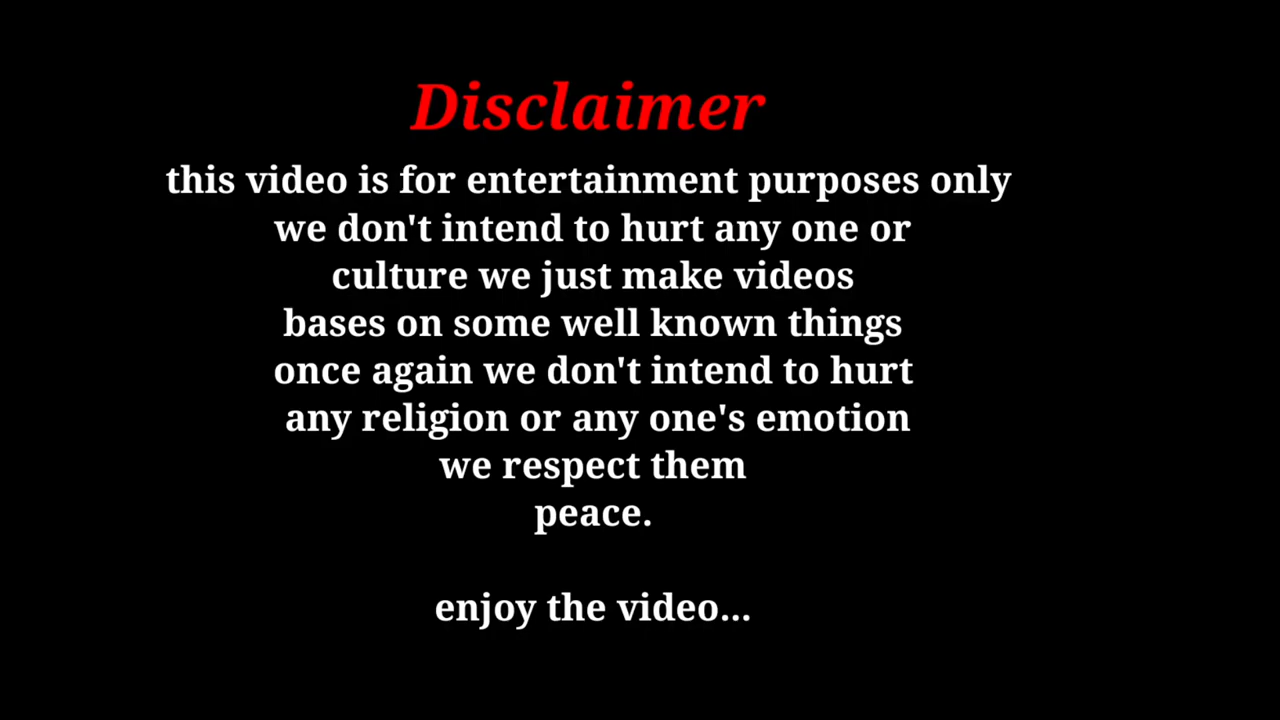 Disclaimer
this video is for entertainment purposes only
we don't intend to hurt any one or
culture we just make videos
bases on some well known things
once again we don't intend to hurt
any religion or any one's emotion
we respect them
peace.
enjoy the video...